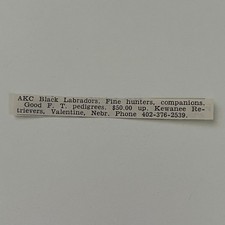 AKC Black Labradors. Fine hunters, companions.
Good F. T. pedigrees. $50.00 up. Kewanee Re-
trievers, Valentine, Nebr. Phone 402-376-2539.